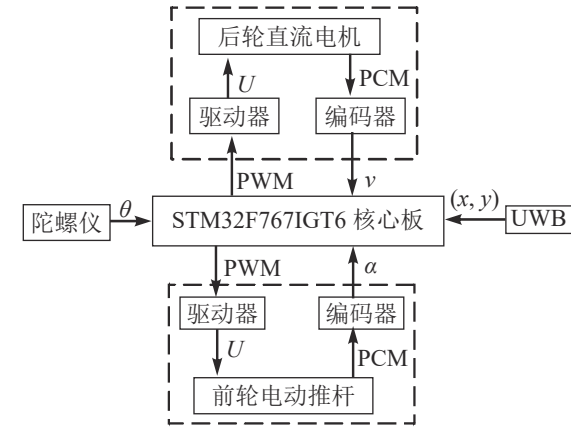 后轮直流电机
U
PCM
驱动器
编码器
PWM
v
(x, y)
陀螺仪
θ
STM32F767IGT6 核心板
UWB
PWM
α
驱动器
编码器
U
PCM
前轮电动推杆